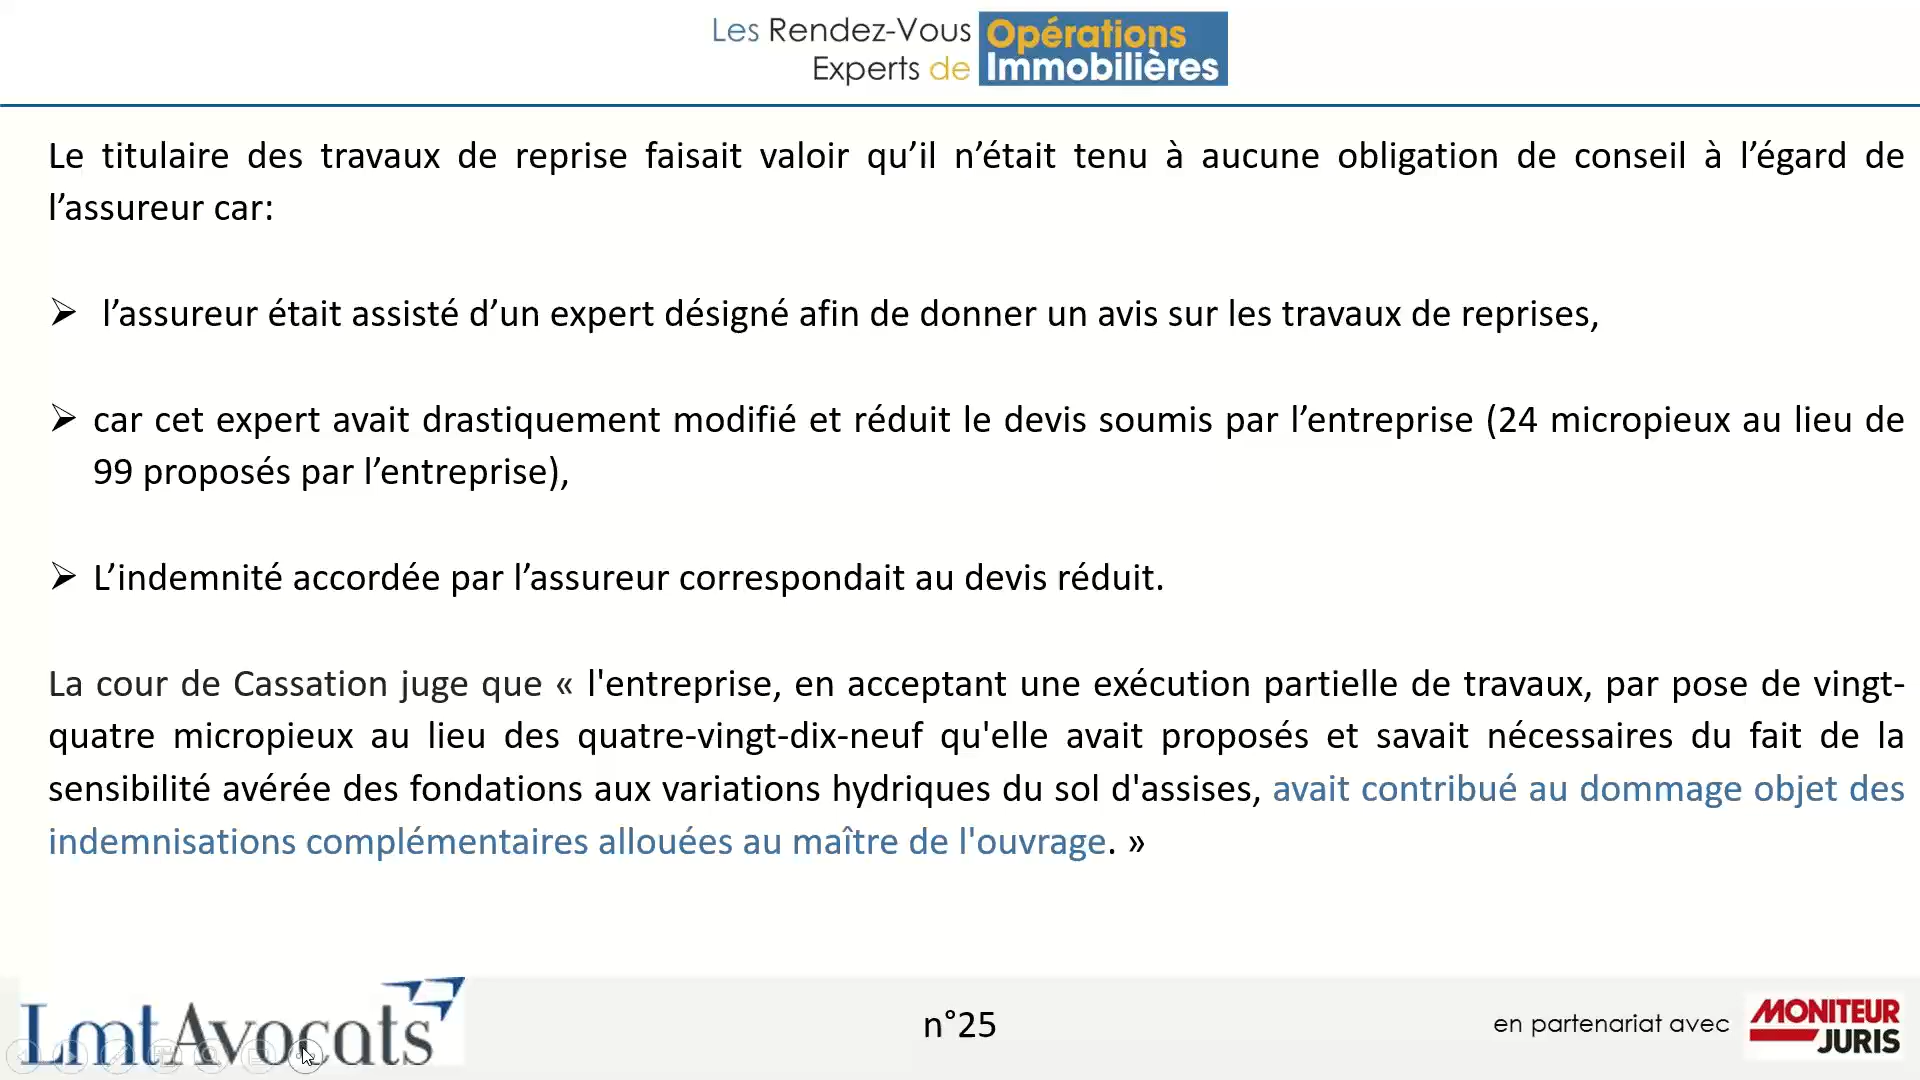 Les Rendez-Vous
Experts de
Opérations
Immobilières
Le titulaire des travaux de reprise faisait valoir qu’il n’était tenu à aucune obligation de conseil à l’égard de
l’assureur car:
➢ l’assureur était assisté d’un expert désigné afin de donner un avis sur les travaux de reprises,
➢ car cet expert avait drastiquement modifié et réduit le devis soumis par l’entreprise (24 micropieux au lieu de
99 proposés par l’entreprise),
➢ L’indemnité accordée par l’assureur correspondait au devis réduit.
La cour de Cassation juge que « l'entreprise, en acceptant une exécution partielle de travaux, par pose de vingt-
quatre micropieux au lieu des quatre-vingt-dix-neuf qu'elle avait proposés et savait nécessaires du fait de la
sensibilité avérée des fondations aux variations hydriques du sol d'assises, avait contribué au dommage objet des
indemnisations complémentaires allouées au maître de l'ouvrage. »
LmtAvocats
n°25
en partenariat avec
MONITEUR
JURIS